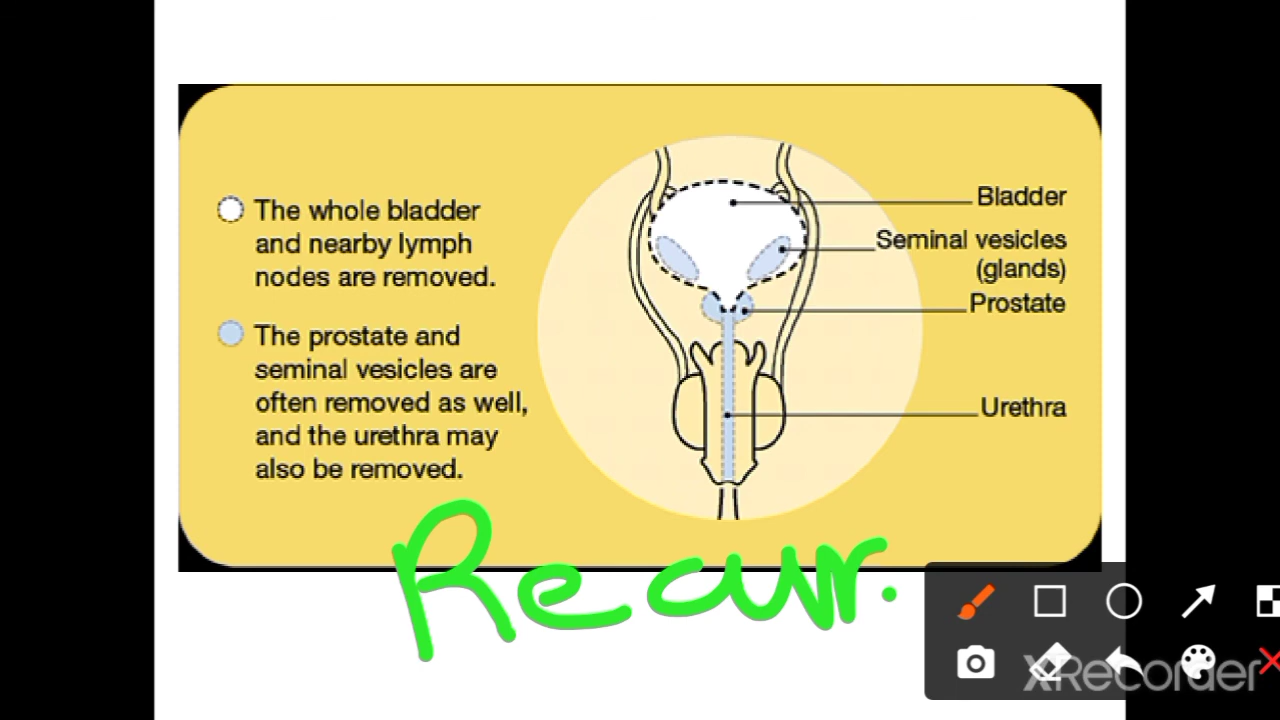 The whole bladder
and nearby lymph
nodes are removed.
The prostate and
seminal vesicles are
often removed as well,
and the urethra may
also be removed.
Bladder
Seminal vesicles
(glands)
Prostate
Urethra
Recurr.
XRecorder